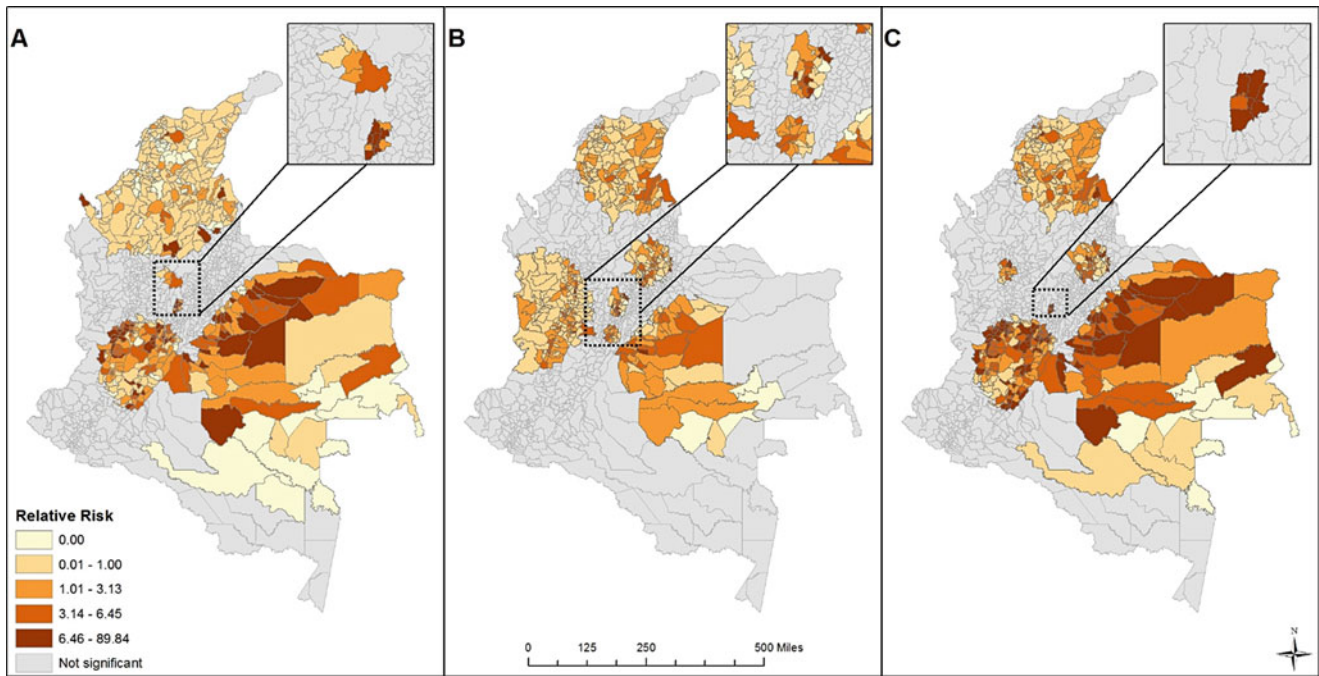 A
B
C
Relative Risk
0.00
0.01 - 1.00
1.01 - 3.13
3.14 - 6.45
6.46 - 89.84
Not significant
0 125 250 500 Miles
N